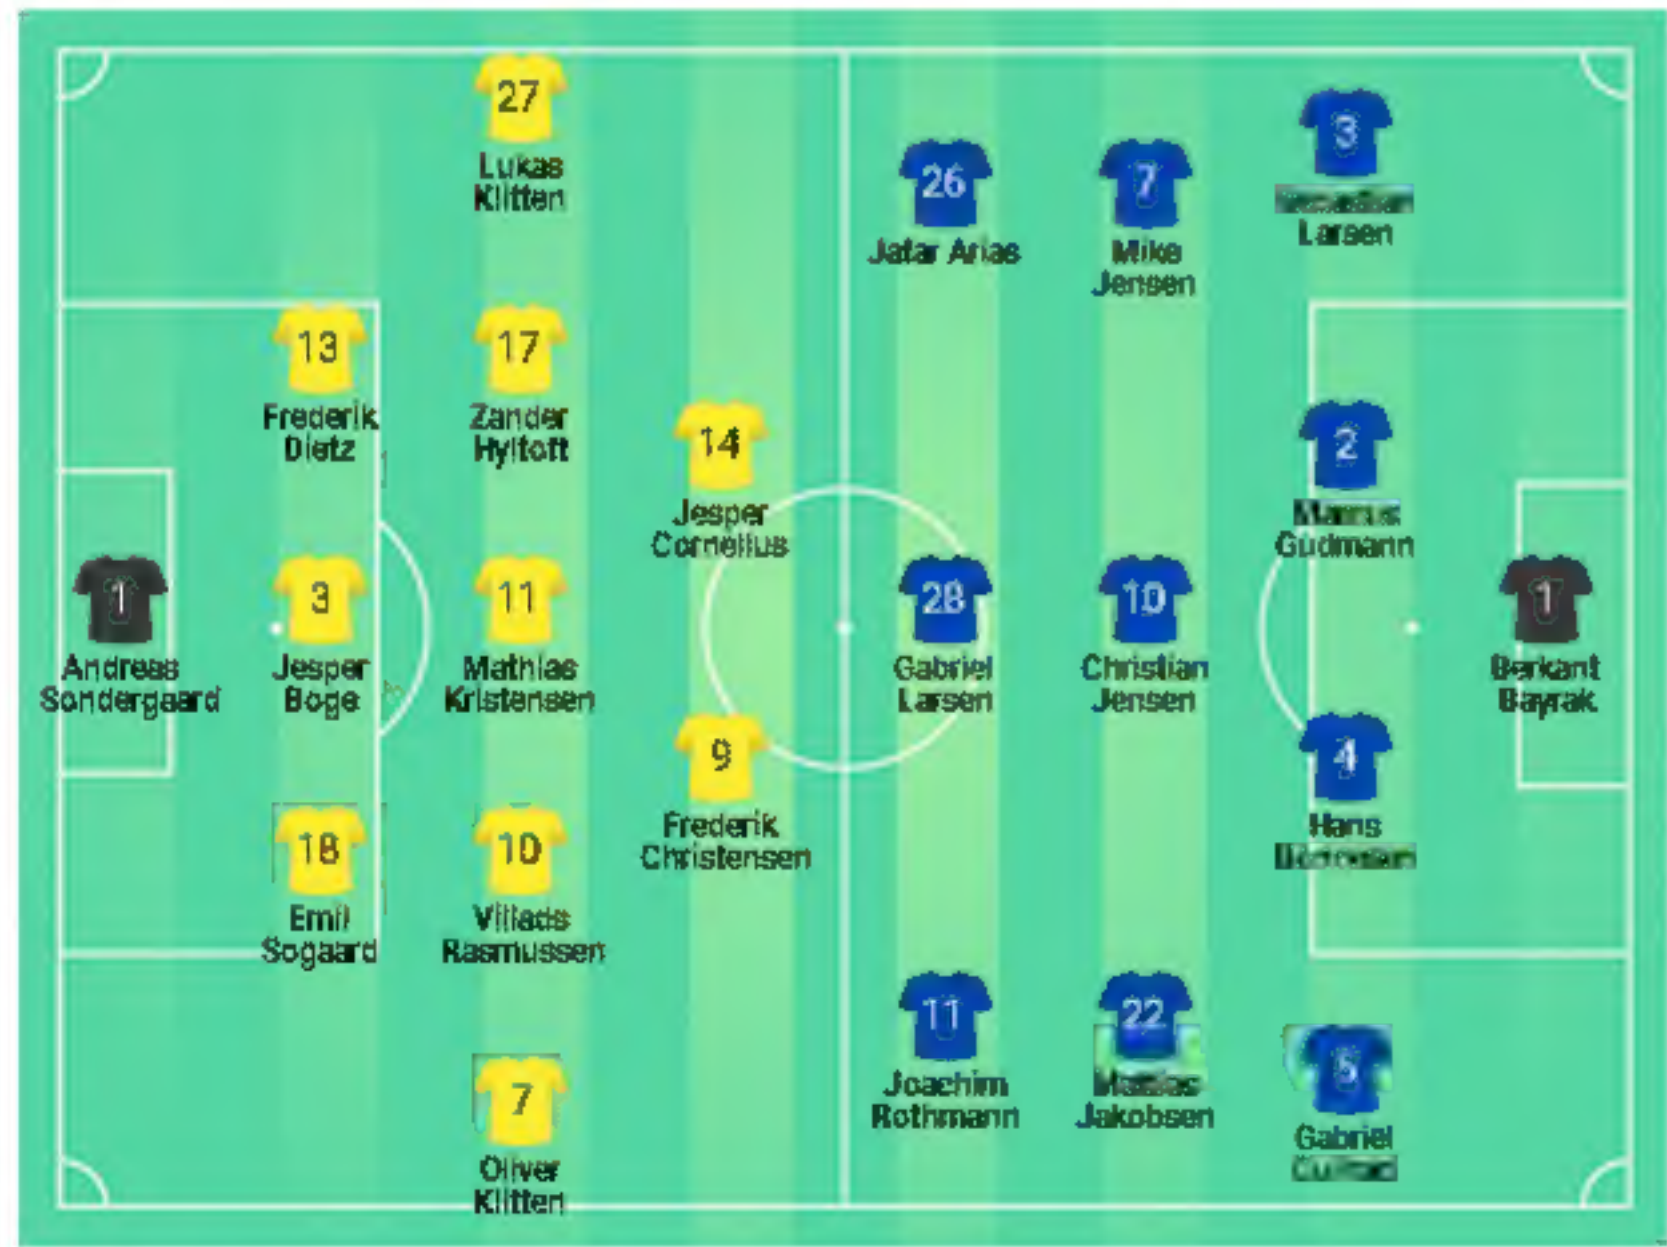 27
Lukas
Klitten
13
Frederik
Dietz
17
Zander
Hyltoft
14
Jesper
Cornelius
1
Andreas
Sondergaard
3
Jesper
Boge
11
Mathias
Kristensen
9
Frederik
Christensen
18
Emil
Sogaard
10
Villads
Rasmussen
7
Oliver
Klitten
26
Jafar Arias
7
Mike
Jensen
3
Larsen
2
Marcus
Gudmann
28
Gabriel
Larsen
10
Christian
Jensen
1
Berkant
Bayrak
4
Hans
11
Joachim
Rothmann
22
Jakobsen
5
Gabriel